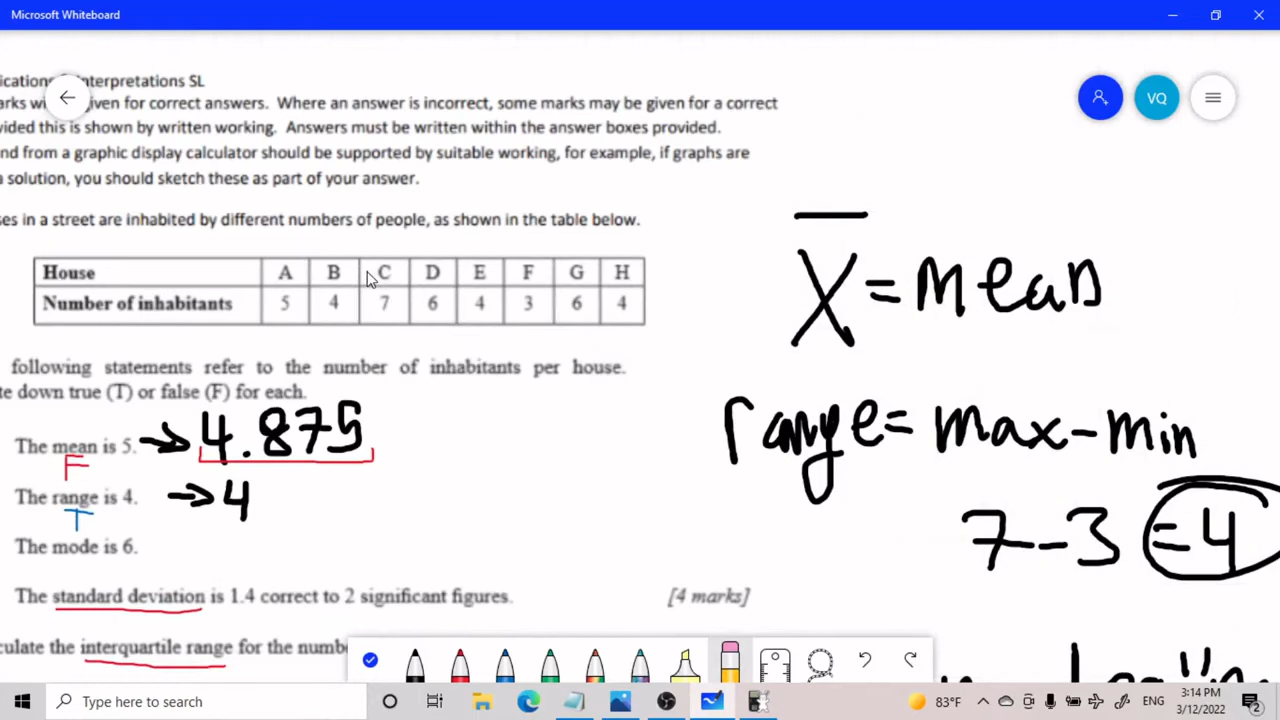 Microsoft Whiteboard
ications Interpretations SL
arks w given for correct answers. Where an answer is incorrect, some marks may be given for a correct
vided this is shown by written working. Answers must be written within the answer boxes provided.
nd from a graphic display calculator should be supported by suitable working, for example, if graphs are
a solution, you should sketch these as part of your answer.
VQ
ses in a street are inhabited by different numbers of people, as shown in the table below.
House A B C D E F G H
Number of inhabitants 5 4 7 6 4 3 6 4
X̅ = mean
following statements refer to the number of inhabitants per house.
te down true (T) or false (F) for each.
The mean is 5. → 4.875
F
range = max - min
The range is 4. → 4
T
7 - 3 = 4
The mode is 6.
The standard deviation is 1.4 correct to 2 significant figures. [4 marks]
culate the interquartile range for the numb
Type here to search
83°F
ENG
3:14 PM
3/12/2022
2